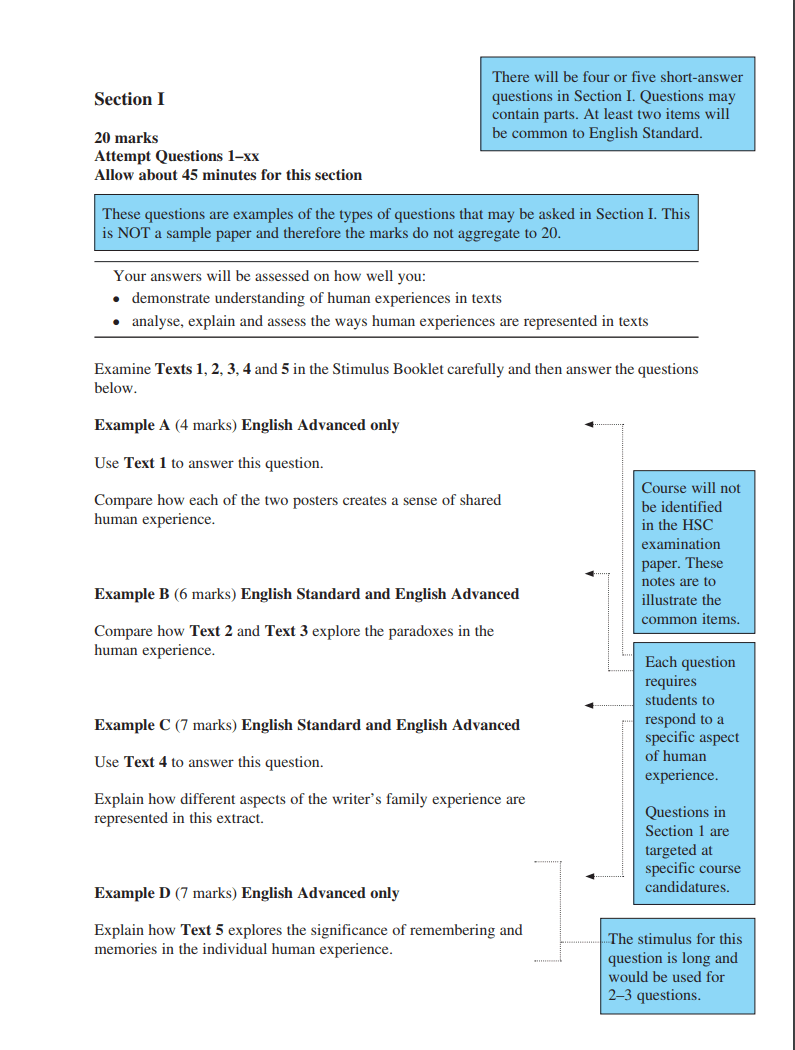 There will be four or five short-answer
questions in Section I. Questions may
contain parts. At least two items will
be common to English Standard.
Section I
20 marks
Attempt Questions 1–xx
Allow about 45 minutes for this section
These questions are examples of the types of questions that may be asked in Section I. This
is NOT a sample paper and therefore the marks do not aggregate to 20.
Your answers will be assessed on how well you:
• demonstrate understanding of human experiences in texts
• analyse, explain and assess the ways human experiences are represented in texts
Examine Texts 1, 2, 3, 4 and 5 in the Stimulus Booklet carefully and then answer the questions
below.
Example A (4 marks) English Advanced only
Use Text 1 to answer this question.
Compare how each of the two posters creates a sense of shared
human experience.
Course will not
be identified
in the HSC
examination
paper. These
notes are to
illustrate the
common items.
Example B (6 marks) English Standard and English Advanced
Compare how Text 2 and Text 3 explore the paradoxes in the
human experience.
Each question
requires
students to
respond to a
specific aspect
of human
experience.
Questions in
Section 1 are
targeted at
specific course
candidatures.
Example C (7 marks) English Standard and English Advanced
Use Text 4 to answer this question.
Explain how different aspects of the writer's family experience are
represented in this extract.
Example D (7 marks) English Advanced only
Explain how Text 5 explores the significance of remembering and
memories in the individual human experience.
The stimulus for this
question is long and
would be used for
2–3 questions.